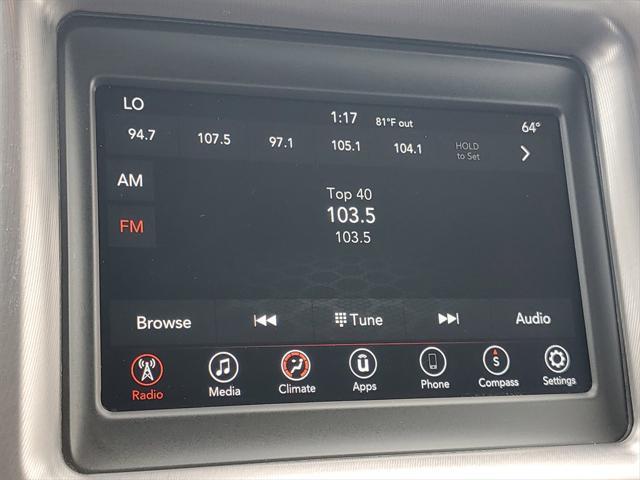 LO 1:17 81°F out 64°
94.7 107.5 97.1 105.1 104.1 HOLD
to Set
AM
FM
Top 40
103.5
103.5
Browse Tune Audio
Radio Media Climate Apps Phone Compass Settings
S